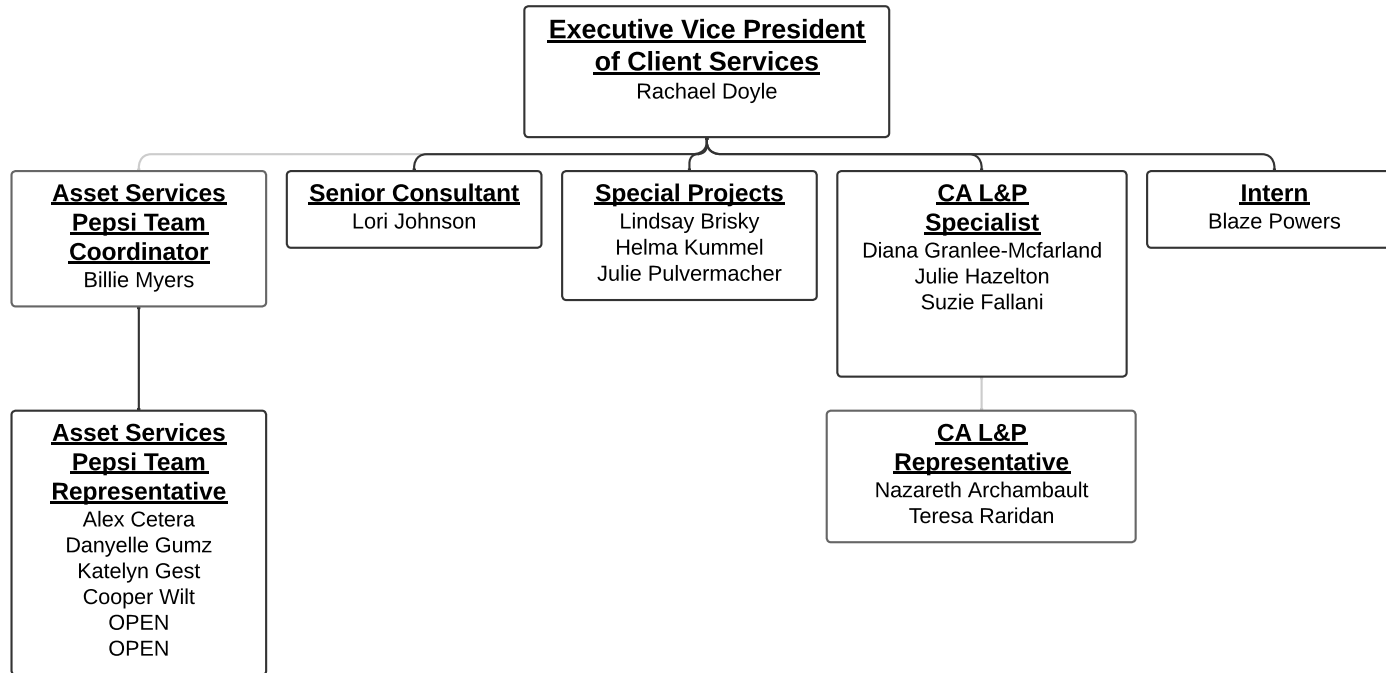 Executive Vice President
of Client Services
Rachael Doyle
Asset Services
Pepsi Team
Coordinator
Billie Myers
Senior Consultant
Lori Johnson
Special Projects
Lindsay Brisky
Helma Kummel
Julie Pulvermacher
CA L&P
Specialist
Diana Granlee-Mcfarland
Julie Hazelton
Suzie Fallani
Intern
Blaze Powers
Asset Services
Pepsi Team
Representative
Alex Cetera
Danyelle Gumz
Katelyn Gest
Cooper Wilt
OPEN
OPEN
CA L&P
Representative
Nazareth Archambault
Teresa Raridan